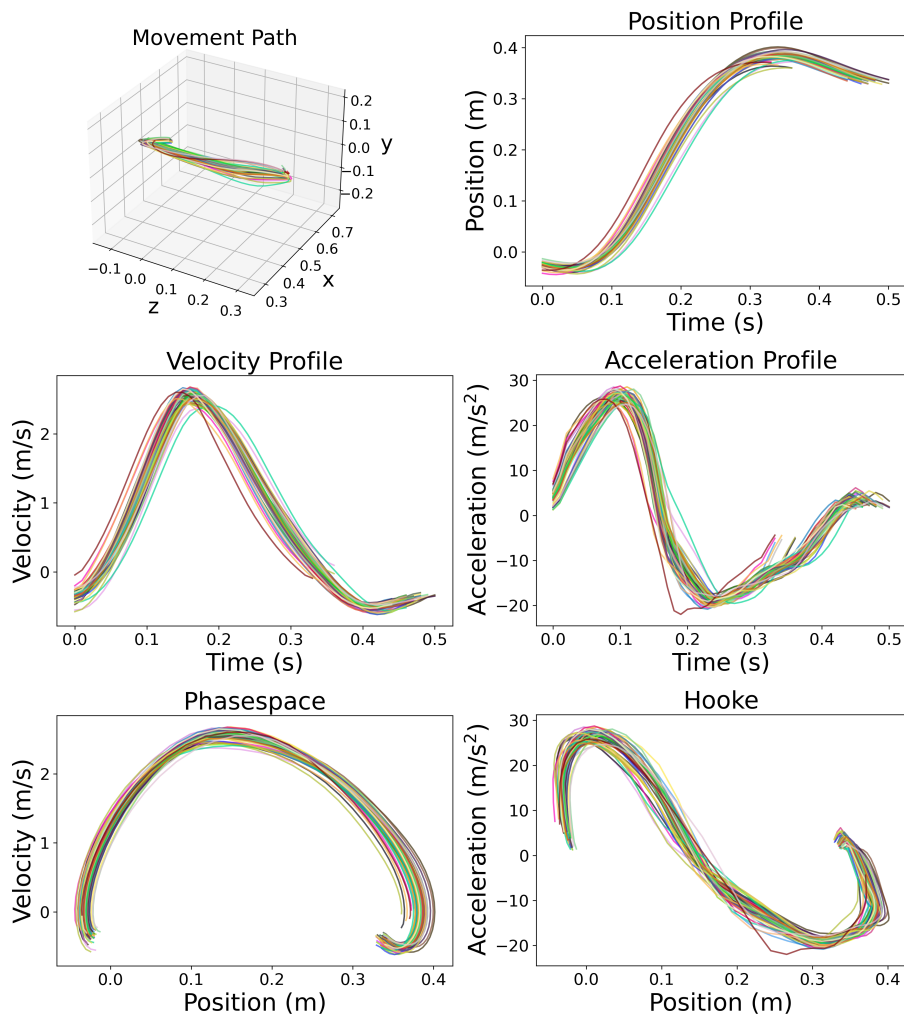 Movement Path
0.2
0.1
0.0
−0.1
−0.2
y
−0.1
0.0
0.1
0.2
0.3
z
0.3
0.4
0.5
0.6
0.7
x
Position Profile
0.4
0.3
0.2
0.1
0.0
Position (m)
0.0 0.1 0.2 0.3 0.4 0.5
Time (s)
Velocity Profile
2
1
0
Velocity (m/s)
0.0 0.1 0.2 0.3 0.4 0.5
Time (s)
Acceleration Profile
30
20
10
0
−10
−20
Acceleration (m/s²)
0.0 0.1 0.2 0.3 0.4 0.5
Time (s)
Phasespace
2
1
0
Velocity (m/s)
0.0 0.1 0.2 0.3 0.4
Position (m)
Hooke
30
20
10
0
−10
−20
Acceleration (m/s²)
0.0 0.1 0.2 0.3 0.4
Position (m)